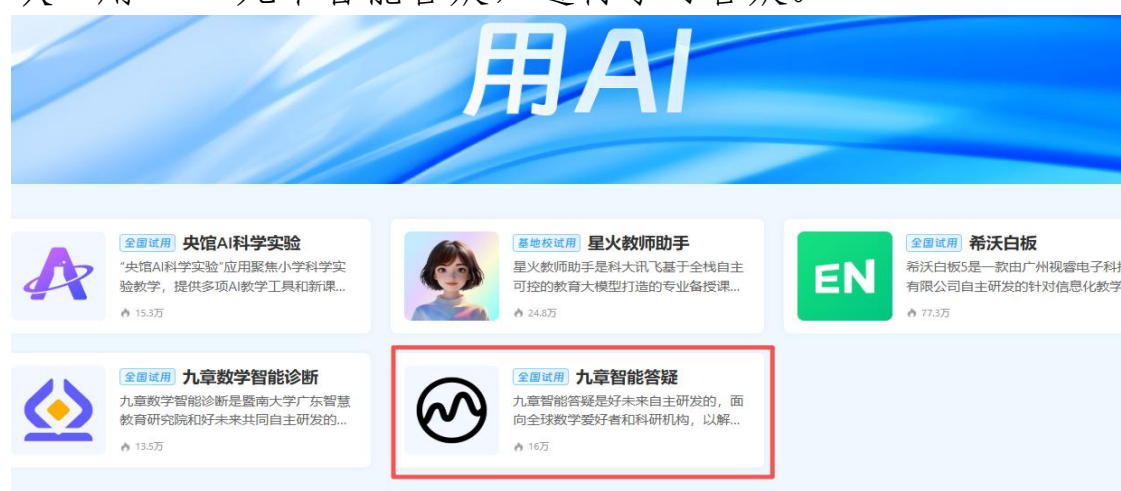 用AI
全国试用 央馆AI科学实验
“央馆AI科学实验”应用聚焦小学科学实
验教学，提供多项AI教学工具和新课...
15.3万
基地校试用 星火教师助手
星火教师助手是科大讯飞基于全栈自主
可控的教育大模型打造的专业备授课...
24.8万
EN
全国试用 希沃白板
希沃白板5是一款由广州视睿电子科技
有限公司自主研发的针对信息化教学
77.3万
全国试用 九章数学智能诊断
九章数学智能诊断是暨南大学广东智慧
教育研究院和好未来共同自主研发的...
13.5万
全国试用 九章智能答疑
九章智能答疑是好未来自主研发的，面
向全球数学爱好者和科研机构，以解...
16万